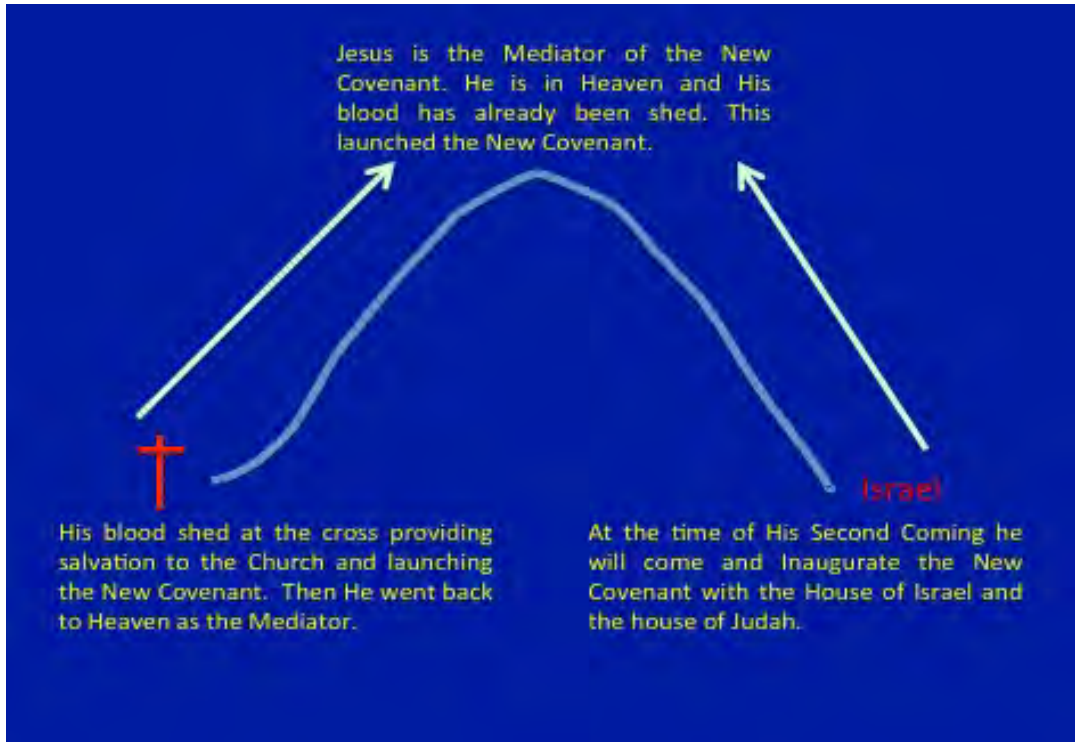 Jesus is the Mediator of the New
Covenant. He is in Heaven and His
blood has already been shed. This
launched the New Covenant.
Israel
His blood shed at the cross providing
salvation to the Church and launching
the New Covenant. Then He went back
to Heaven as the Mediator.
At the time of His Second Coming he
will come and Inaugurate the New
Covenant with the House of Israel and
the house of Judah.